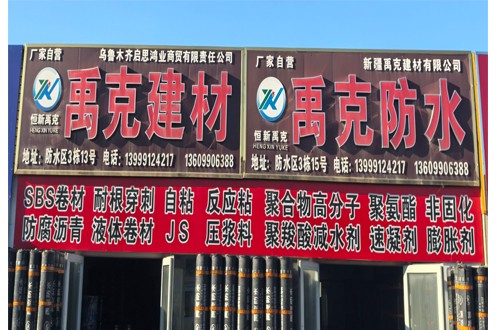 厂家自营 乌鲁木齐启思鸿业商贸有限责任公司
恒新禹克
HENG XIN YUKE
禹克建材
地址：防水区3栋13号 电话：13999124217 13609906388
厂家自营 新疆禹克建材有限公司
恒新禹克
HENG XIN YUKE
禹克防水
地址：防水区3栋15号 电话：13999124217 13609906388
SBS卷材 耐根穿刺 自粘 反应粘 聚合物高分子 聚氨酯 非固化
防腐沥青 液体卷材 JS 压浆料 聚羧酸减水剂 速凝剂 膨胀剂